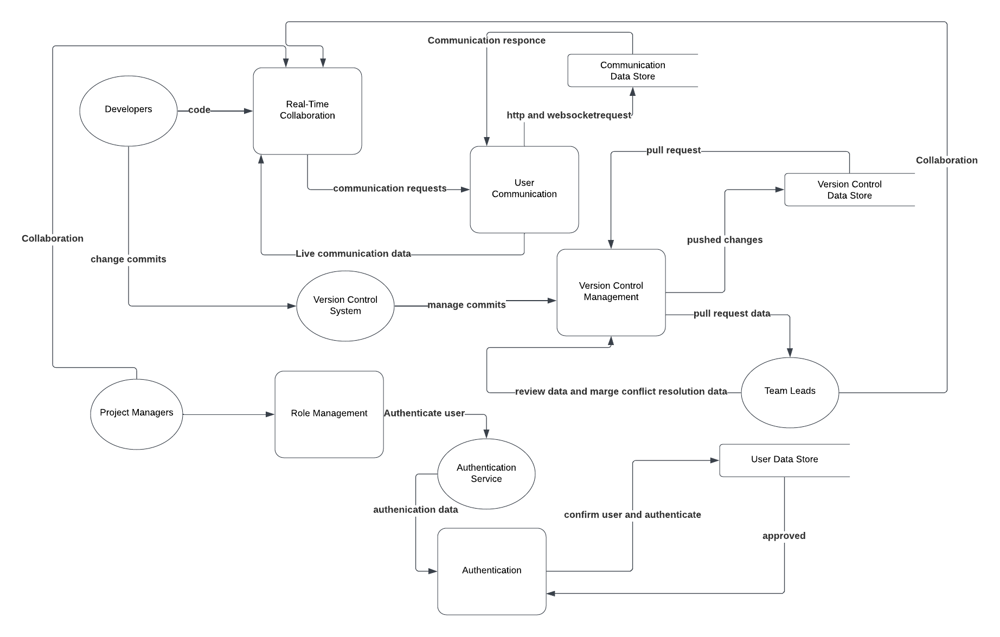 Communication responce
Communication
Data Store
Developers
code
Real-Time
Collaboration
http and websocketrequest
pull request
Collaboration
communication requests
User
Communication
Version Control
Data Store
Collaboration
change commits
Live communication data
pushed changes
Version Control
System
manage commits
Version Control
Management
pull request data
review data and marge conflict resolution data
Team Leads
Project Managers
Role Management
Authenticate user
Authentication
Service
User Data Store
authenication data
confirm user and authenticate
approved
Authentication